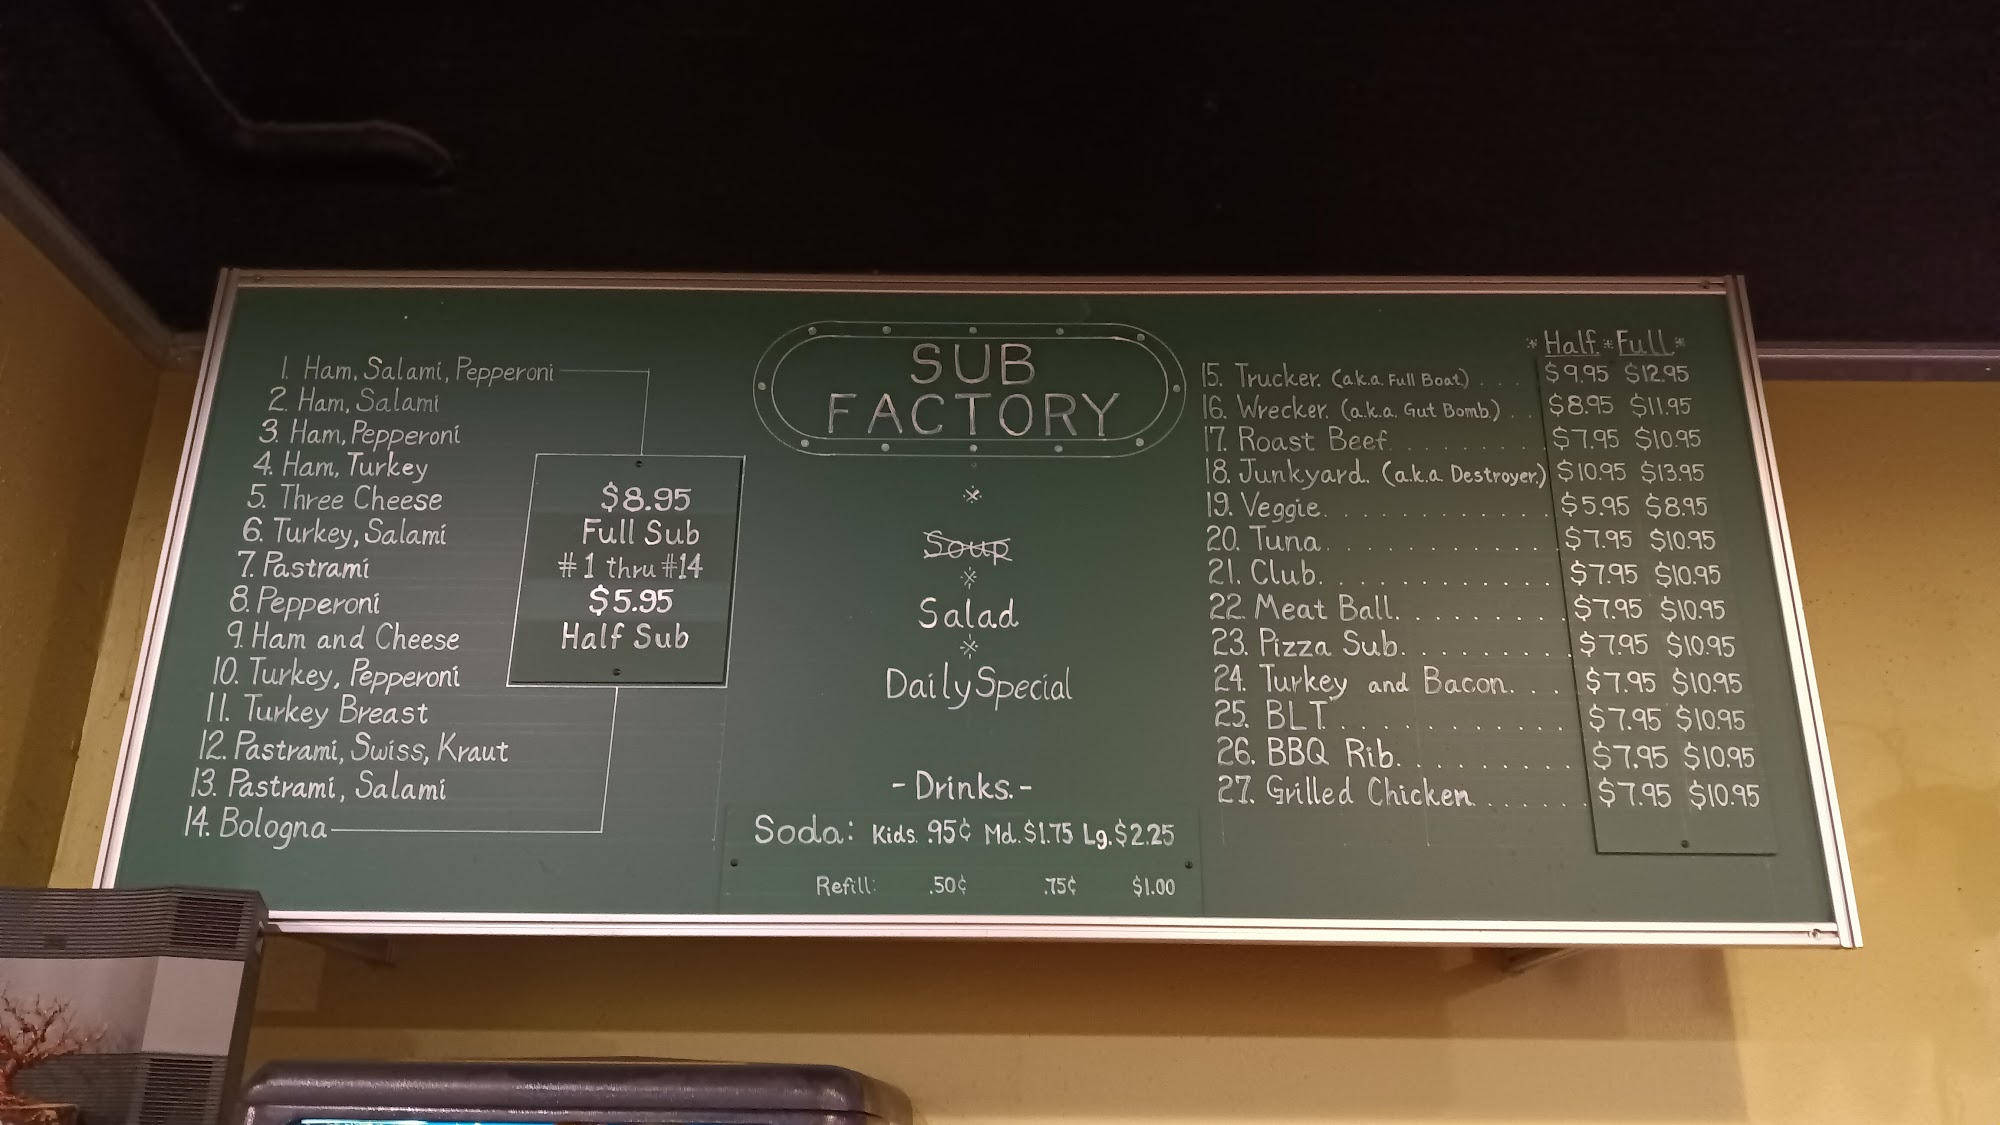 1. Ham, Salami, Pepperoni
2. Ham, Salami
3. Ham, Pepperoni
4. Ham, Turkey
5. Three Cheese
6. Turkey, Salami
7. Pastrami
8. Pepperoni
9. Ham and Cheese
10. Turkey, Pepperoni
11. Turkey Breast
12. Pastrami, Swiss, Kraut
13. Pastrami, Salami
14. Bologna
$8.95
Full Sub
#1 thru #14
$5.95
Half Sub
SUB
FACTORY
Soup
Salad
Daily Special
- Drinks. -
Soda: Kids. .95¢ Md. $1.75 Lg. $2.25
Refill: .50¢ .75¢ $1.00
* Half * Full *
15. Trucker. (a.k.a. Full Boat.) . . . $9.95 $12.95
16. Wrecker. (a.k.a. Gut Bomb.) . . $8.95 $11.95
17. Roast Beef. . . . . . . . $7.95 $10.95
18. Junkyard. (a.k.a. Destroyer.) $10.95 $13.95
19. Veggie. . . . . . . . . . . . $5.95 $8.95
20. Tuna. . . . . . . . . . . . $7.95 $10.95
21. Club. . . . . . . . . . . . $7.95 $10.95
22. Meat Ball. . . . . . . . . $7.95 $10.95
23. Pizza Sub. . . . . . . . . $7.95 $10.95
24. Turkey and Bacon. . . . $7.95 $10.95
25. BLT. . . . . . . . . . . . $7.95 $10.95
26. BBQ Rib. . . . . . . . . $7.95 $10.95
27. Grilled Chicken. . . . . . . $7.95 $10.95